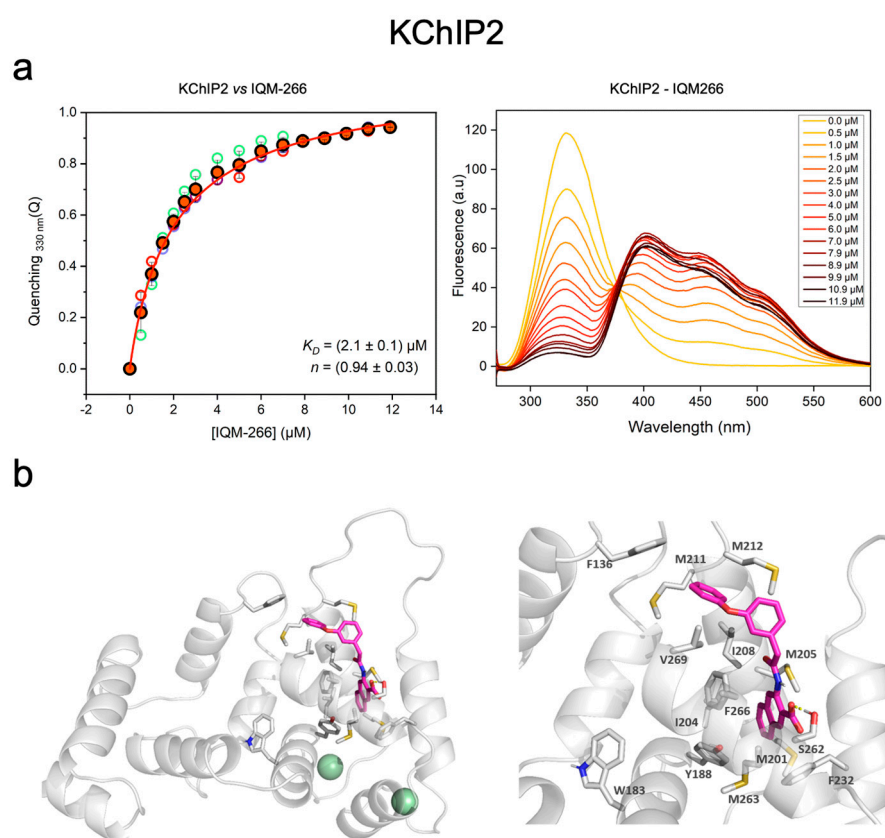 KChIP2
a
KChIP2 vs IQM-266
Quenching 330 nm(Q)
1.0
0.8
0.6
0.4
0.2
0.0
K_D = (2.1 ± 0.1) µM
n = (0.94 ± 0.03)
-2 0 2 4 6 8 10 12 14
[IQM-266] (µM)
KChIP2 - IQM266
Fluorescence (a.u)
120
100
80
60
40
20
0
0.0 µM
0.5 µM
1.0 µM
1.5 µM
2.0 µM
2.5 µM
3.0 µM
4.0 µM
5.0 µM
6.0 µM
7.0 µM
7.9 µM
8.9 µM
9.9 µM
10.9 µM
11.9 µM
300 350 400 450 500 550 600
Wavelength (nm)
b
F136
M211
M212
V269
I208
M205
I204
F266
S262
Y188
M201
F232
W183
M263